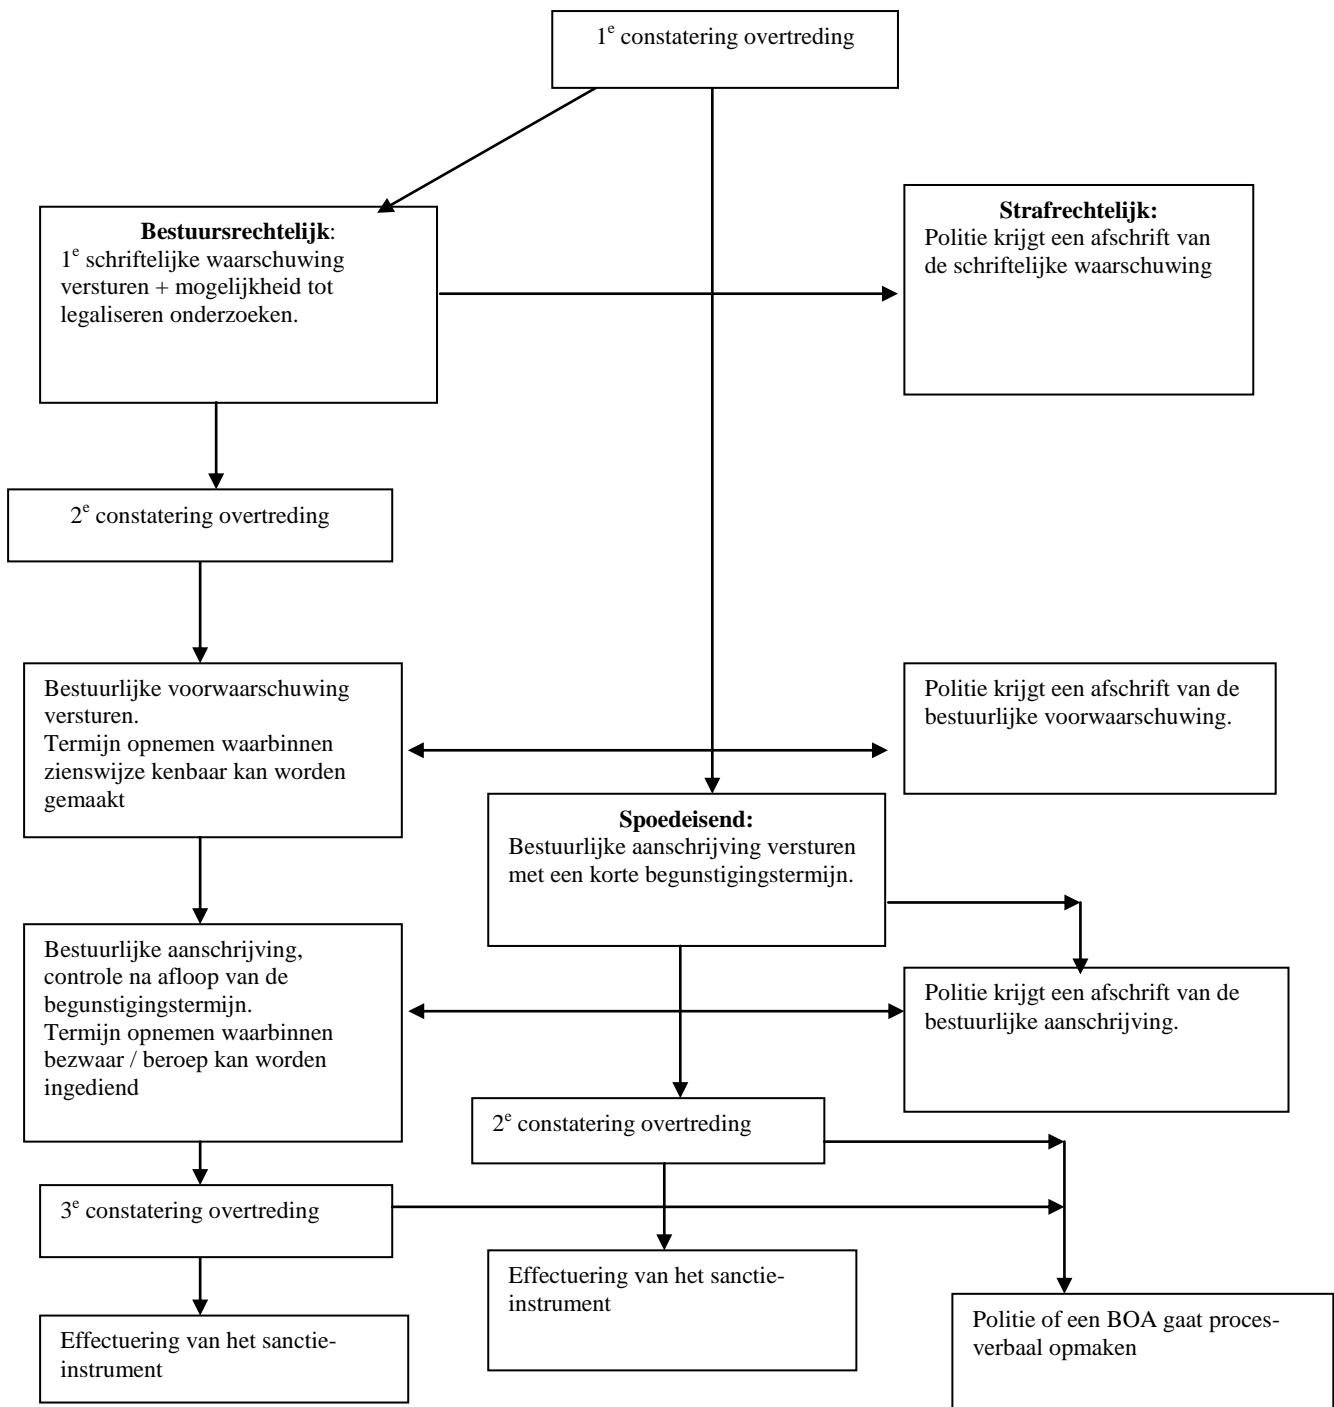 1e constatering overtreding
Bestuursrechtelijk:
1e schriftelijke waarschuwing
versturen + mogelijkheid tot
legaliseren onderzoeken.
Strafrechtelijk:
Politie krijgt een afschrift van
de schriftelijke waarschuwing
2e constatering overtreding
Bestuurlijke voorwaarschuwing
versturen.
Termijn opnemen waarbinnen
zienswijze kenbaar kan worden
gemaakt
Politie krijgt een afschrift van de
bestuurlijke voorwaarschuwing.
Spoedeisend:
Bestuurlijke aanschrijving versturen
met een korte begunstigingstermijn.
Bestuurlijke aanschrijving,
controle na afloop van de
begunstigingstermijn.
Termijn opnemen waarbinnen
bezwaar / beroep kan worden
ingediend
Politie krijgt een afschrift van de
bestuurlijke aanschrijving.
2e constatering overtreding
3e constatering overtreding
Effectuering van het sanctie-
instrument
Effectuering van het sanctie-
instrument
Politie of een BOA gaat proces-
verbaal opmaken